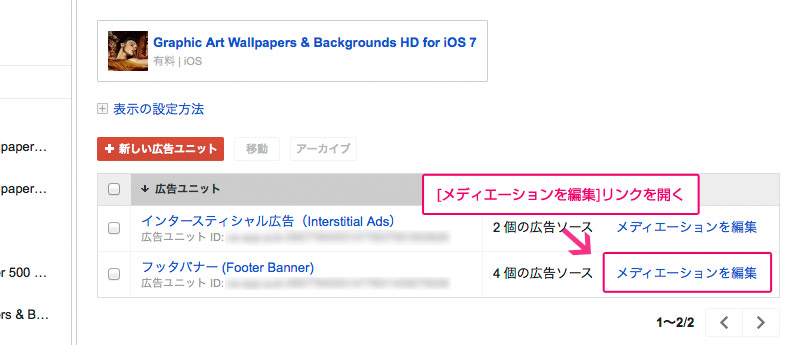 Graphic Art Wallpapers & Backgrounds HD for iOS 7
有料 | iOS
表示の設定方法
paper...
新しい広告ユニット
移動
アーカイブ
paper...
広告ユニット
[メディエーションを編集]リンクを開く
インタースティシャル広告（Interstitial Ads）
2 個の広告ソース
メディエーションを編集
広告ユニット ID:
フッタバナー (Footer Banner)
4 個の広告ソース
メディエーションを編集
r 500 ...
広告ユニット ID:
rs & B...
1〜2/2